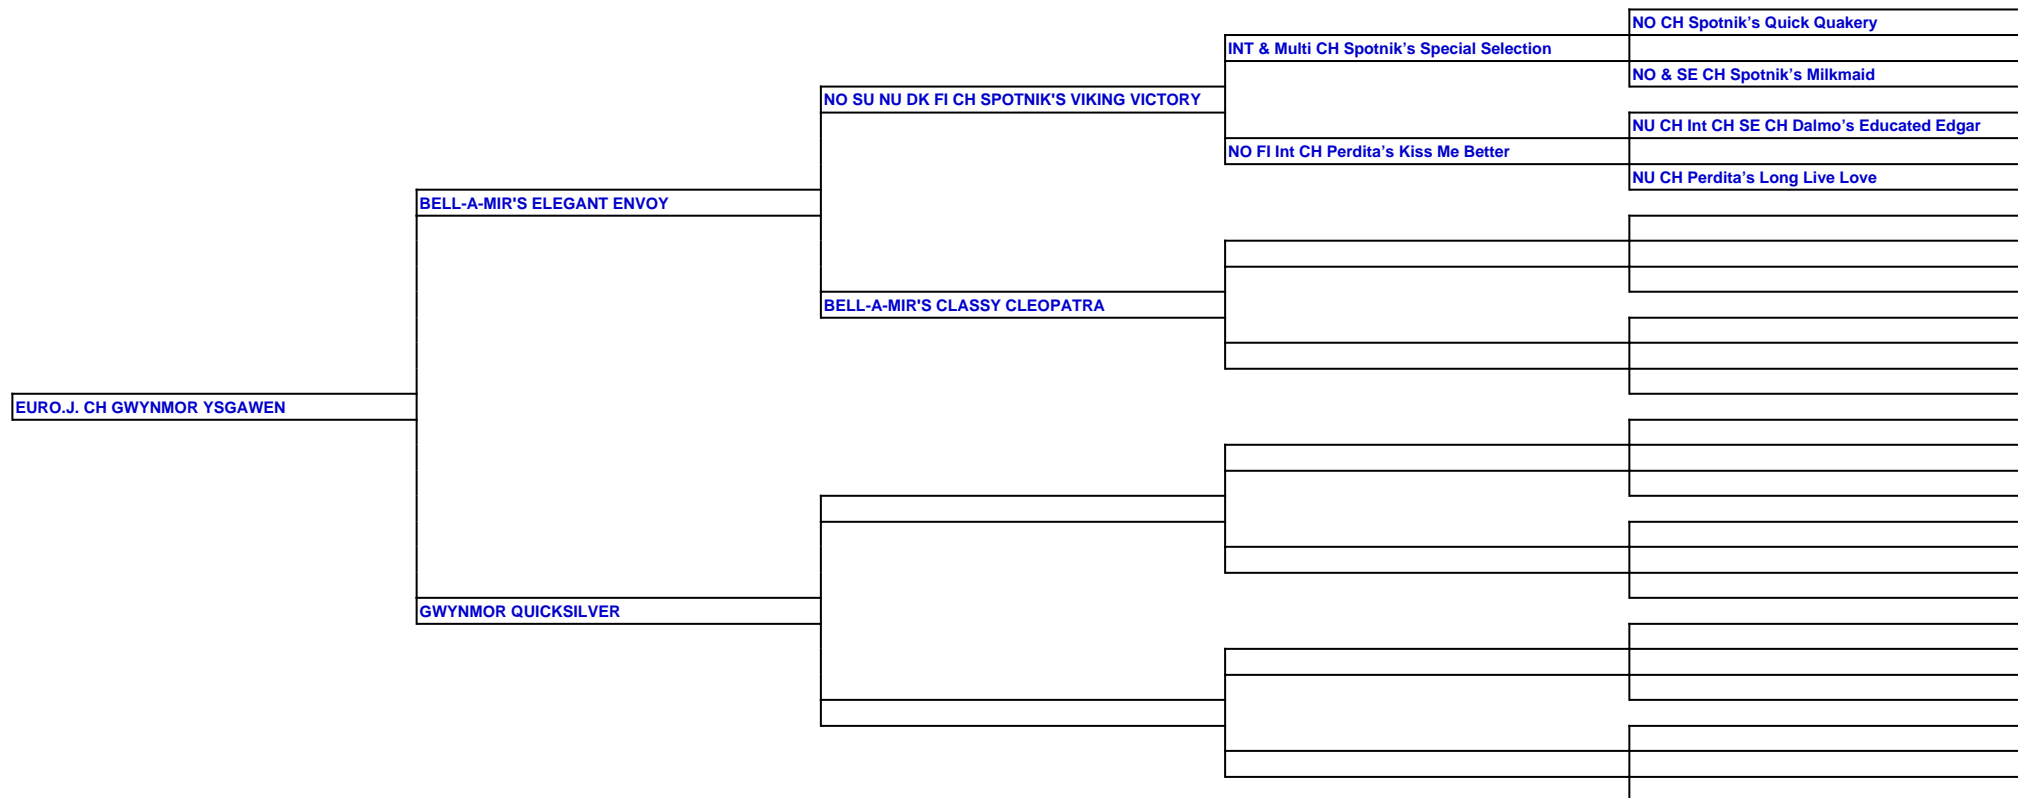 NO CH Spotnik’s Quick Quakery
INT & Multi CH Spotnik’s Special Selection
NO & SE CH Spotnik’s Milkmaid
NO SU NU DK FI CH SPOTNIK'S VIKING VICTORY
NU CH Int CH SE CH Dalmo’s Educated Edgar
NO FI Int CH Perdita’s Kiss Me Better
NU CH Perdita’s Long Live Love
BELL-A-MIR'S ELEGANT ENVOY
BELL-A-MIR'S CLASSY CLEOPATRA
EURO.J. CH GWYNMOR YSGAWEN
GWYNMOR QUICKSILVER